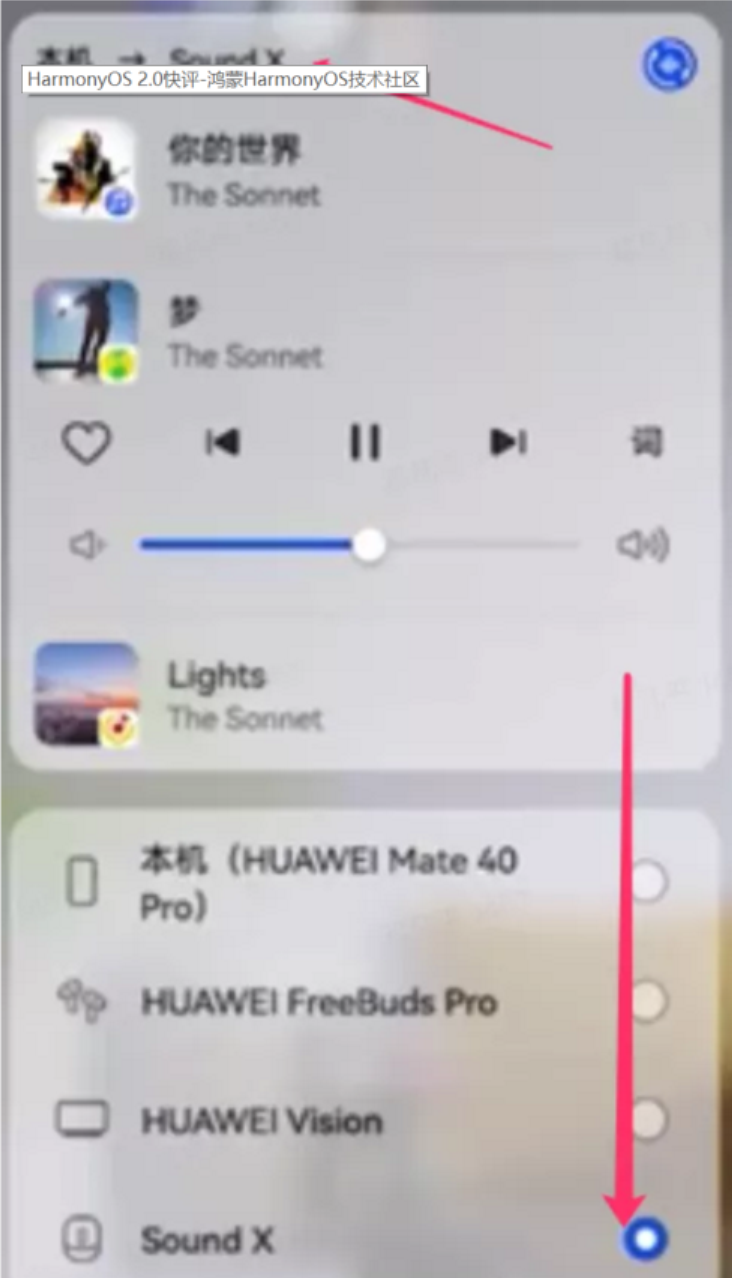 本机 → Sound X
HarmonyOS 2.0快评-鸿蒙HarmonyOS技术社区
你的世界
The Sonnet
梦
The Sonnet
词
Lights
The Sonnet
本机（HUAWEI Mate 40
Pro）
HUAWEI FreeBuds Pro
HUAWEI Vision
Sound X